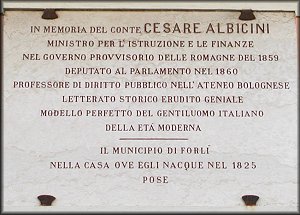 IN MEMORIA DEL CONTE CESARE ALBICINI
MINISTRO PER L'ISTRUZIONE E LE FINANZE
NEL GOVERNO PROVVISORIO DELLE ROMAGNE DEL 1859
DEPUTATO AL PARLAMENTO NEL 1860
PROFESSORE DI DIRITTO PUBBLICO NELL'ATENEO BOLOGNESE
LETTERATO STORICO ERUDITO GENIALE
MODELLO PERFETTO DEL GENTILUOMO ITALIANO
DELLA ETÁ MODERNA
IL MUNICIPIO DI FORLÍ
NELLA CASA OVE EGLI NACQUE NEL 1825
POSE